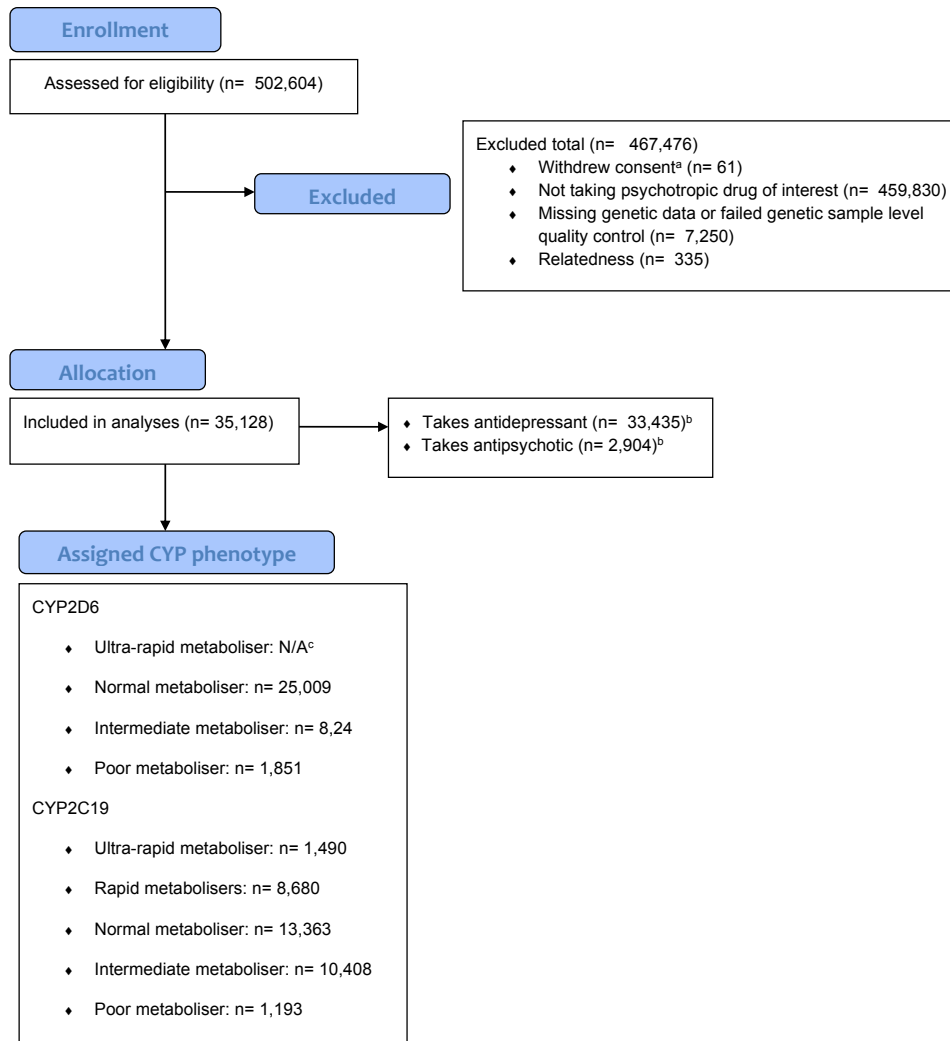 Enrollment
Assessed for eligibility (n= 502,604)
Excluded total (n= 467,476)
♦ Withdrew consentᵃ (n= 61)
♦ Not taking psychotropic drug of interest (n= 459,830)
♦ Missing genetic data or failed genetic sample level
quality control (n= 7,250)
♦ Relatedness (n= 335)
Excluded
Allocation
Included in analyses (n= 35,128)
♦ Takes antidepressant (n= 33,435)ᵇ
♦ Takes antipsychotic (n= 2,904)ᵇ
Assigned CYP phenotype
CYP2D6
♦ Ultra-rapid metaboliser: N/Aᶜ
♦ Normal metaboliser: n= 25,009
♦ Intermediate metaboliser: n= 8,24
♦ Poor metaboliser: n= 1,851
CYP2C19
♦ Ultra-rapid metaboliser: n= 1,490
♦ Rapid metabolisers: n= 8,680
♦ Normal metaboliser: n= 13,363
♦ Intermediate metaboliser: n= 10,408
♦ Poor metaboliser: n= 1,193